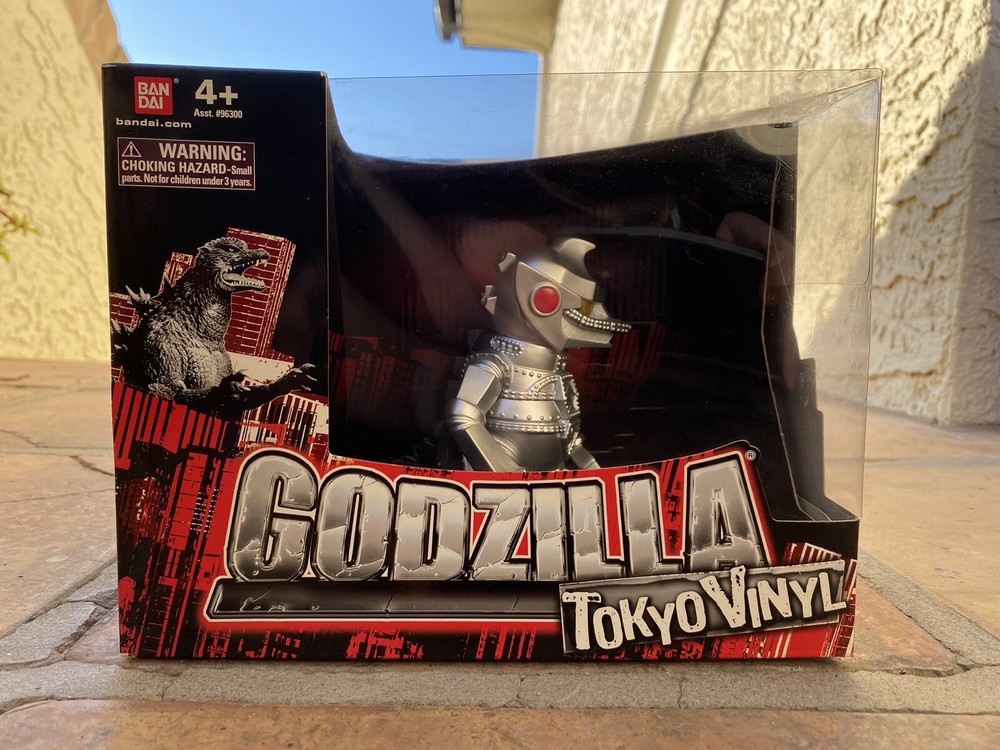 BAN
DAI
®
4+
Asst. #96300
bandai.com
WARNING:
CHOKING HAZARD-Small
parts. Not for children under 3 years.
GODZILLA®
TOKYO VINYL